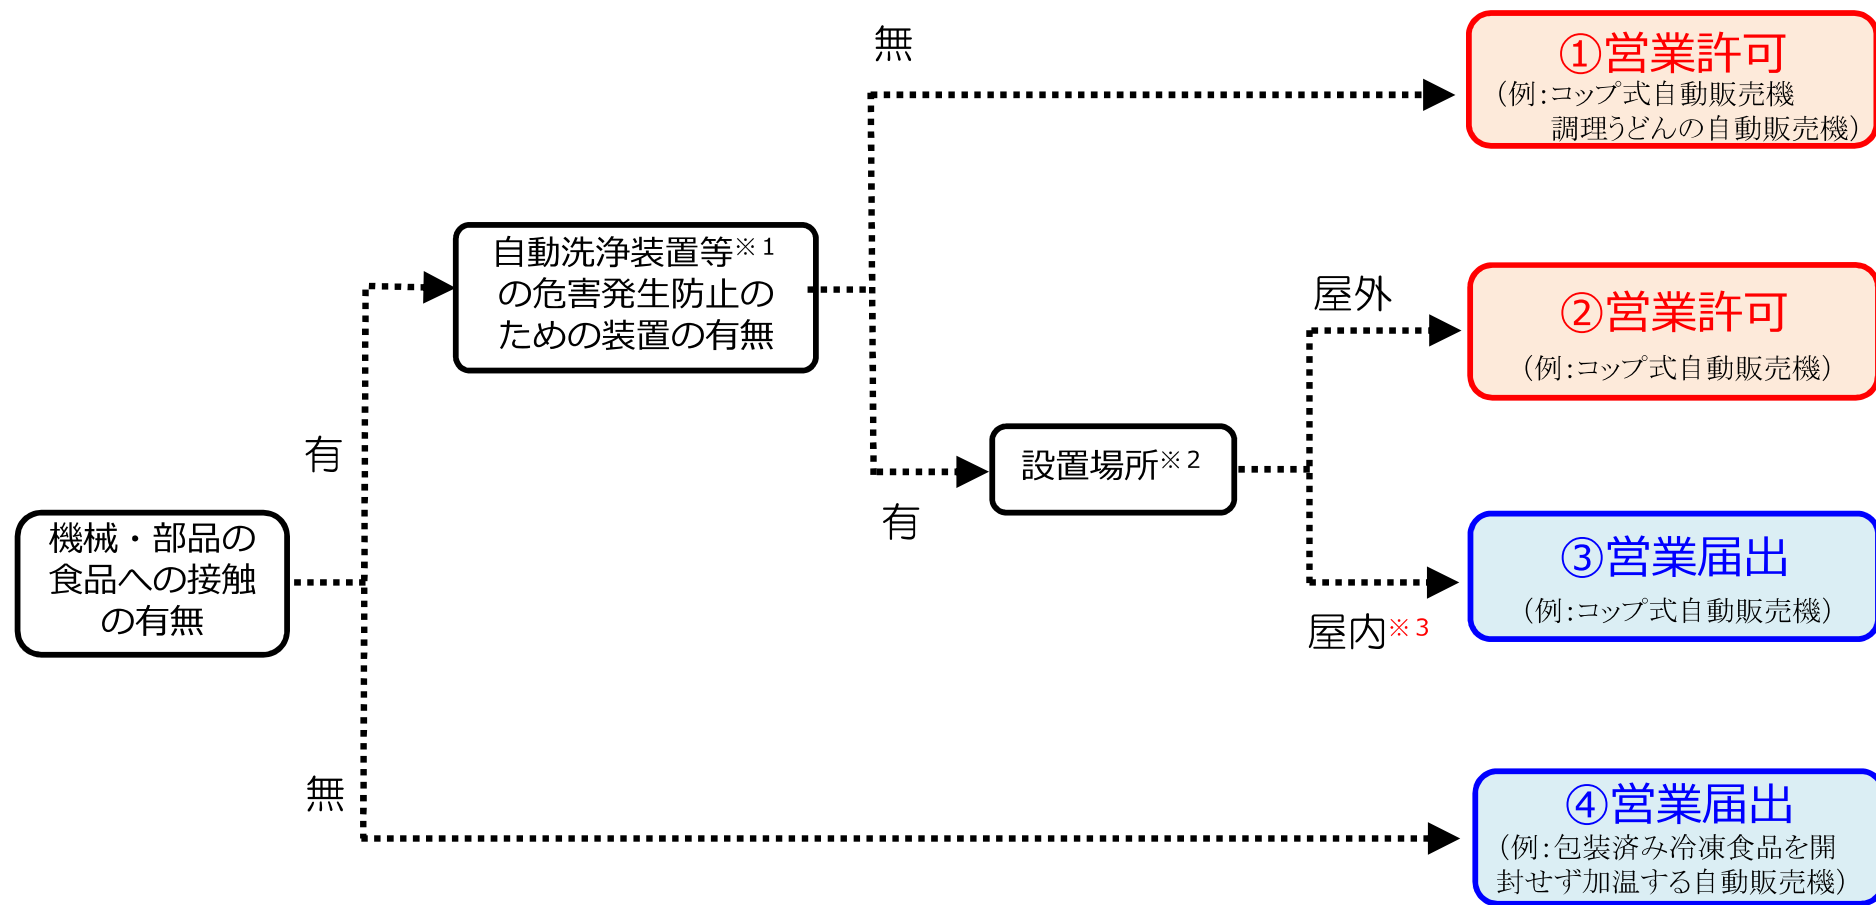 無
①営業許可
（例：コップ式自動販売機
調理うどんの自動販売機）
自動洗浄装置等※1
の危害発生防止の
ための装置の有無
屋外
②営業許可
（例：コップ式自動販売機）
有
設置場所※2
有
機械・部品の
食品への接触
の有無
③営業届出
（例：コップ式自動販売機）
屋内※3
無
④営業届出
（例：包装済み冷凍食品を開
封せず加温する自動販売機）